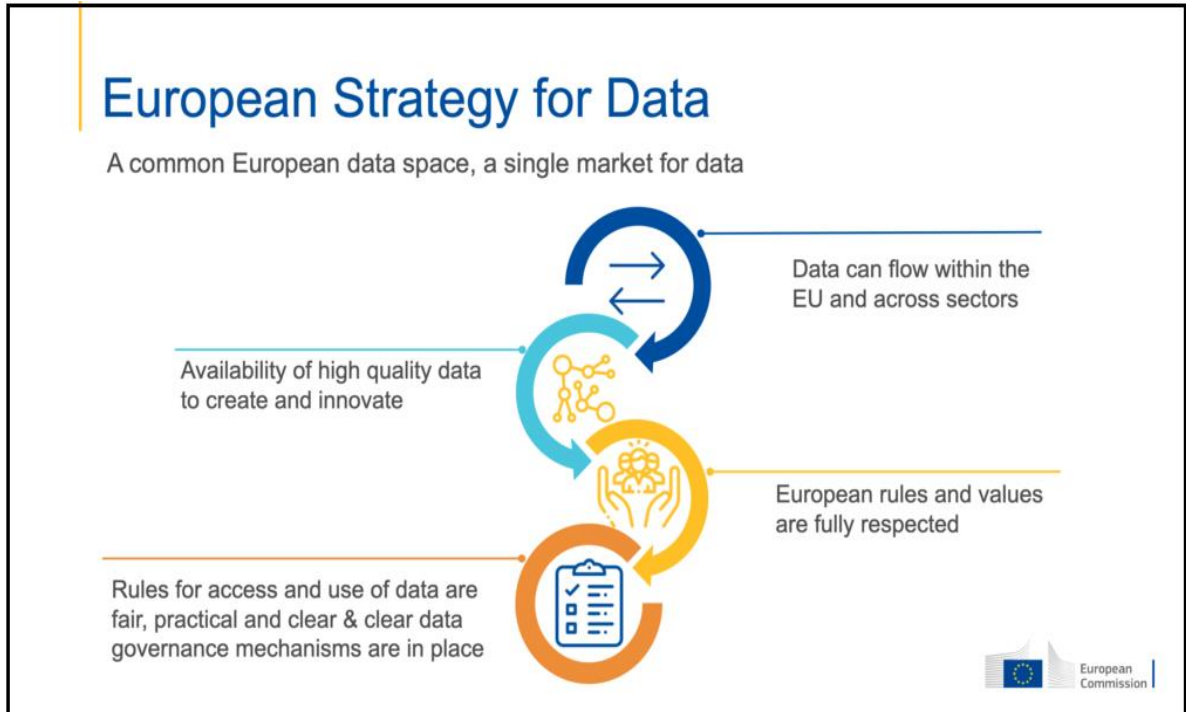 European Strategy for Data
A common European data space, a single market for data
Data can flow within the
EU and across sectors
Availability of high quality data
to create and innovate
European rules and values
are fully respected
Rules for access and use of data are
fair, practical and clear & clear data
governance mechanisms are in place
European
Commission